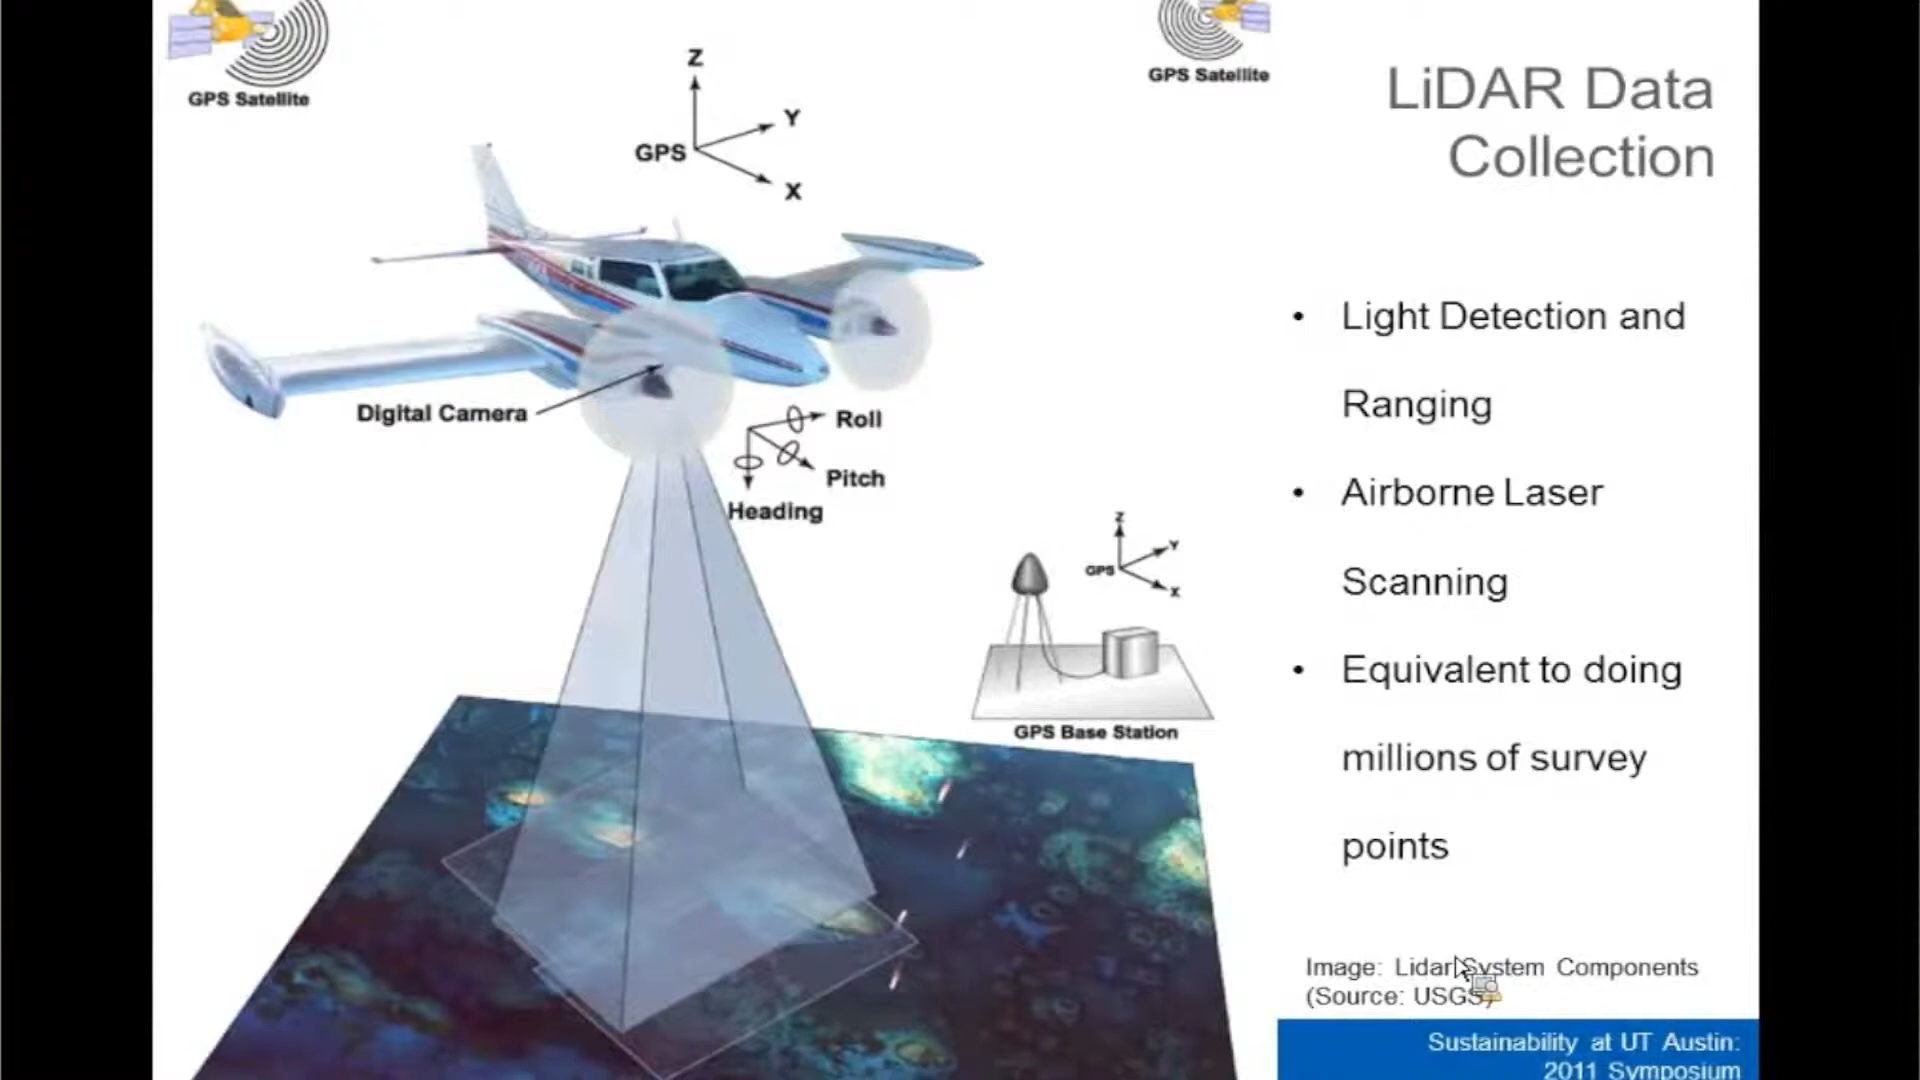 GPS Satellite
GPS Satellite
LiDAR Data
Collection
Z
Y
GPS
X
Digital Camera
Roll
Pitch
Heading
• Light Detection and
Ranging
• Airborne Laser
Scanning
• Equivalent to doing
millions of survey
points
Z
Y
GPS
X
GPS Base Station
Image: Lidar System Components
(Source: USGS)
Sustainability at UT Austin:
2011 Symposium